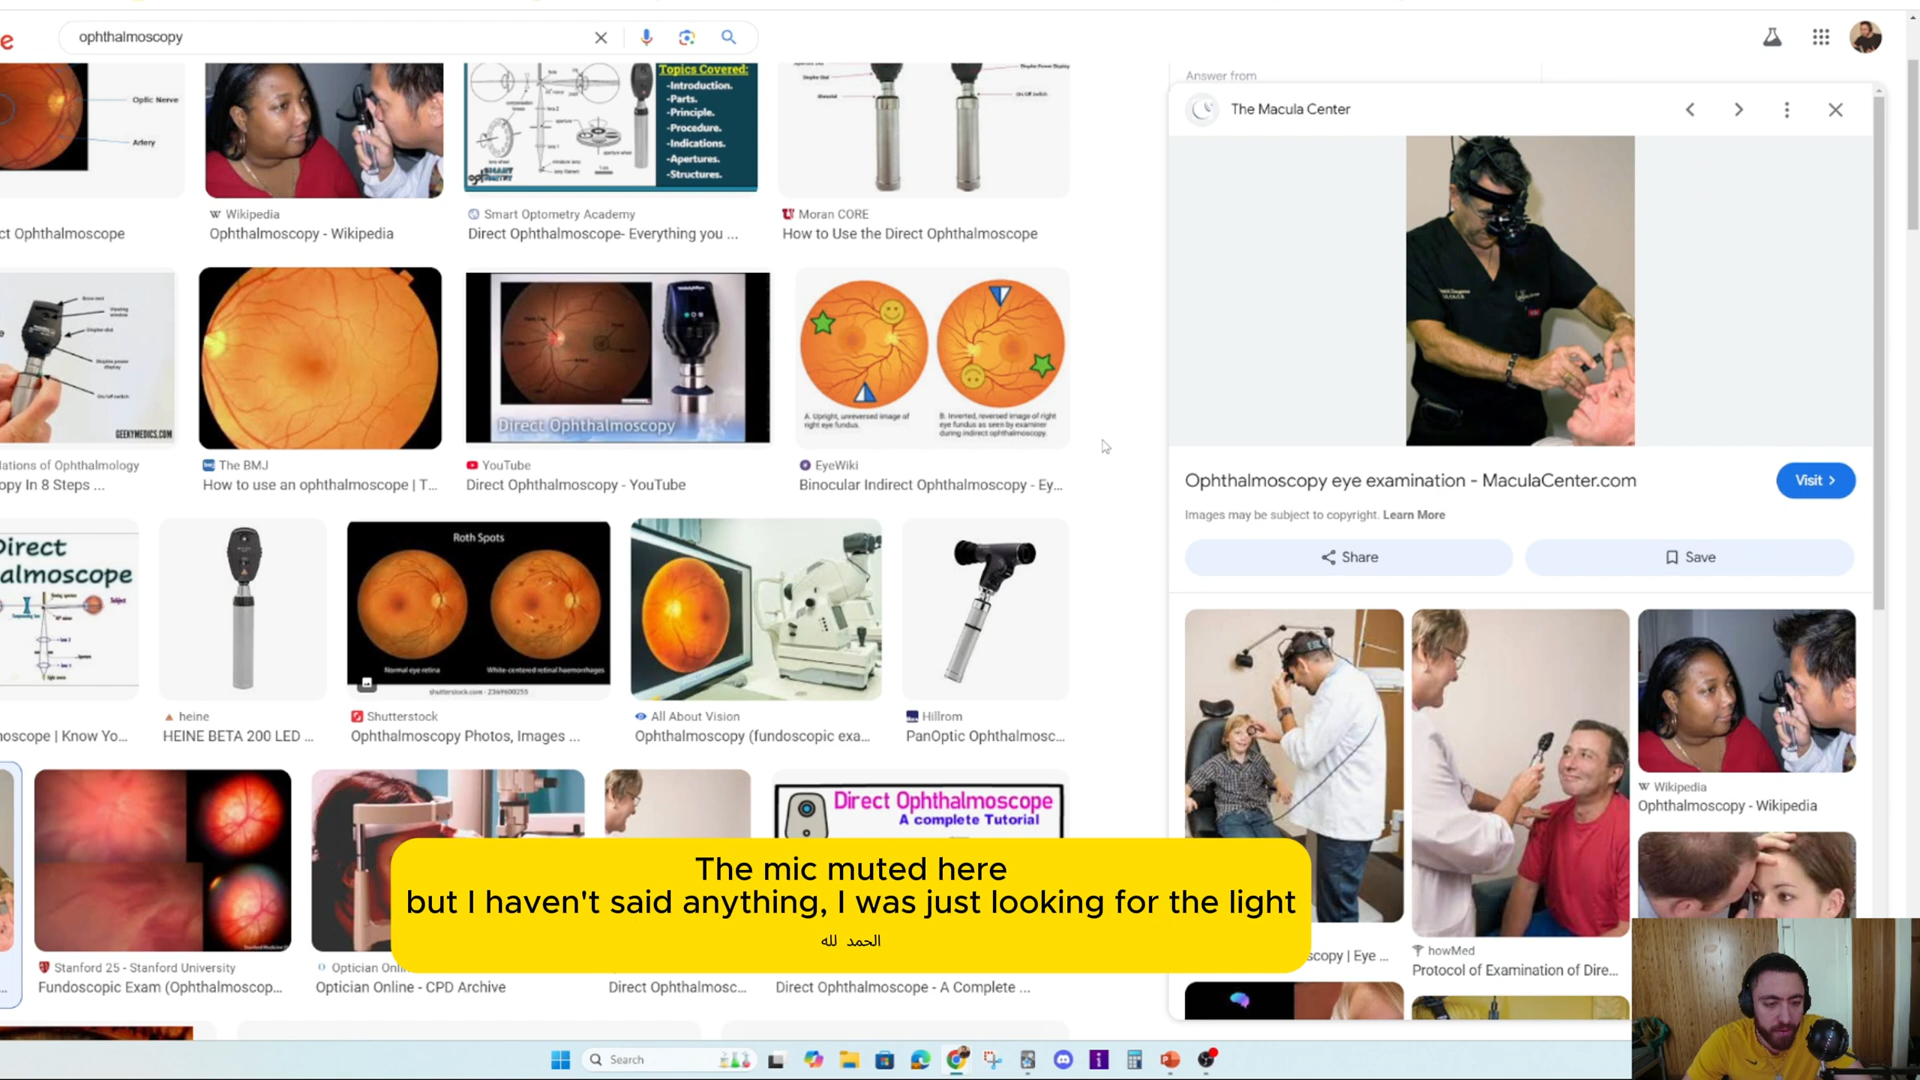 ophthalmoscopy
Answer from
The Macula Center
Optic Nerve
Artery
Topics Covered:
-Introduction.
-Parts.
-Principle.
-Procedure.
-Indications.
-Apertures.
-Structures.
ct Ophthalmoscope
Wikipedia
Ophthalmoscopy - Wikipedia
Smart Optometry Academy
Direct Ophthalmoscope- Everything you ...
Moran CORE
How to Use the Direct Ophthalmoscope
GEEKYMEDICS.COM
Direct Ophthalmoscopy
A. Upright, unreversed image of
right eye fundus.
B. Inverted, reversed image of right
eye fundus as seen by examiner
during indirect ophthalmoscopy.
lations of Ophthalmology
opy In 8 Steps ...
The BMJ
How to use an ophthalmoscope | T...
YouTube
Direct Ophthalmoscopy - YouTube
EyeWiki
Binocular Indirect Ophthalmoscopy - Ey...
Ophthalmoscopy eye examination - MaculaCenter.com
Visit
Images may be subject to copyright. Learn More
Share
Save
Direct
almoscope
Roth Spots
Normal eye retina
White-centered retinal haemorrhages
shutterstock.com · 2369600255
noscope | Know Yo...
heine
HEINE BETA 200 LED ...
Shutterstock
Ophthalmoscopy Photos, Images ...
All About Vision
Ophthalmoscopy (fundoscopic exa...
Hillrom
PanOptic Ophthalmosc...
Wikipedia
Ophthalmoscopy - Wikipedia
Direct Ophthalmoscope
A complete Tutorial
The mic muted here
but I haven't said anything, I was just looking for the light
الحمد لله
Stanford 25 - Stanford University
Fundoscopic Exam (Ophthalmoscop...
Optician Onli
Optician Online - CPD Archive
Direct Ophthalmosc...
Direct Ophthalmoscope - A Complete ...
scopy | Eye ...
howMed
Protocol of Examination of Dire...
Search